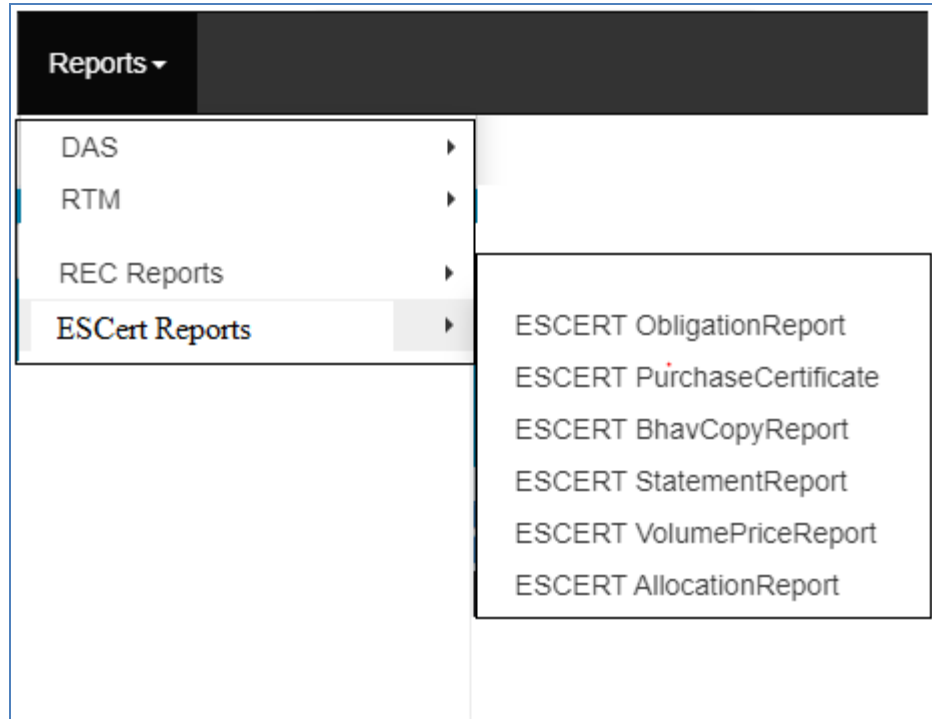 Reports
DAS
RTM
REC Reports
ESCert Reports
ESCERT ObligationReport
ESCERT PurchaseCertificate
ESCERT BhavCopyReport
ESCERT StatementReport
ESCERT VolumePriceReport
ESCERT AllocationReport